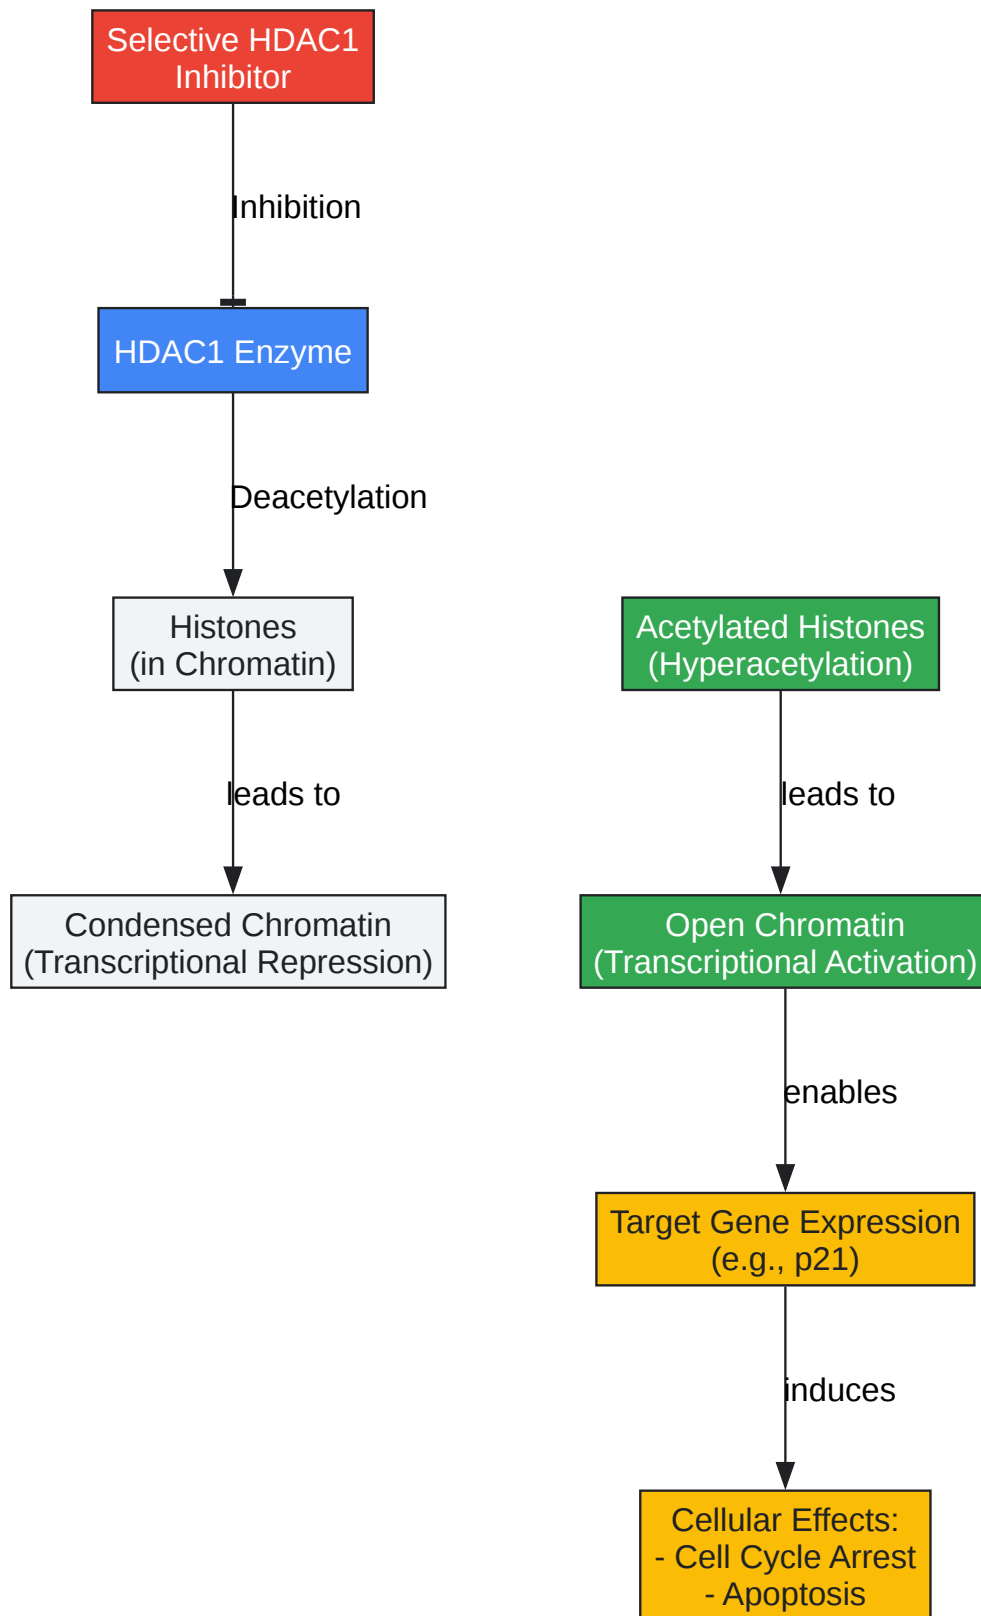 Selective HDAC1
Inhibitor
Inhibition
HDAC1 Enzyme
Deacetylation
Histones
(in Chromatin)
leads to
Condensed Chromatin
(Transcriptional Repression)
Acetylated Histones
(Hyperacetylation)
leads to
Open Chromatin
(Transcriptional Activation)
enables
Target Gene Expression
(e.g., p21)
induces
Cellular Effects:
- Cell Cycle Arrest
- Apoptosis